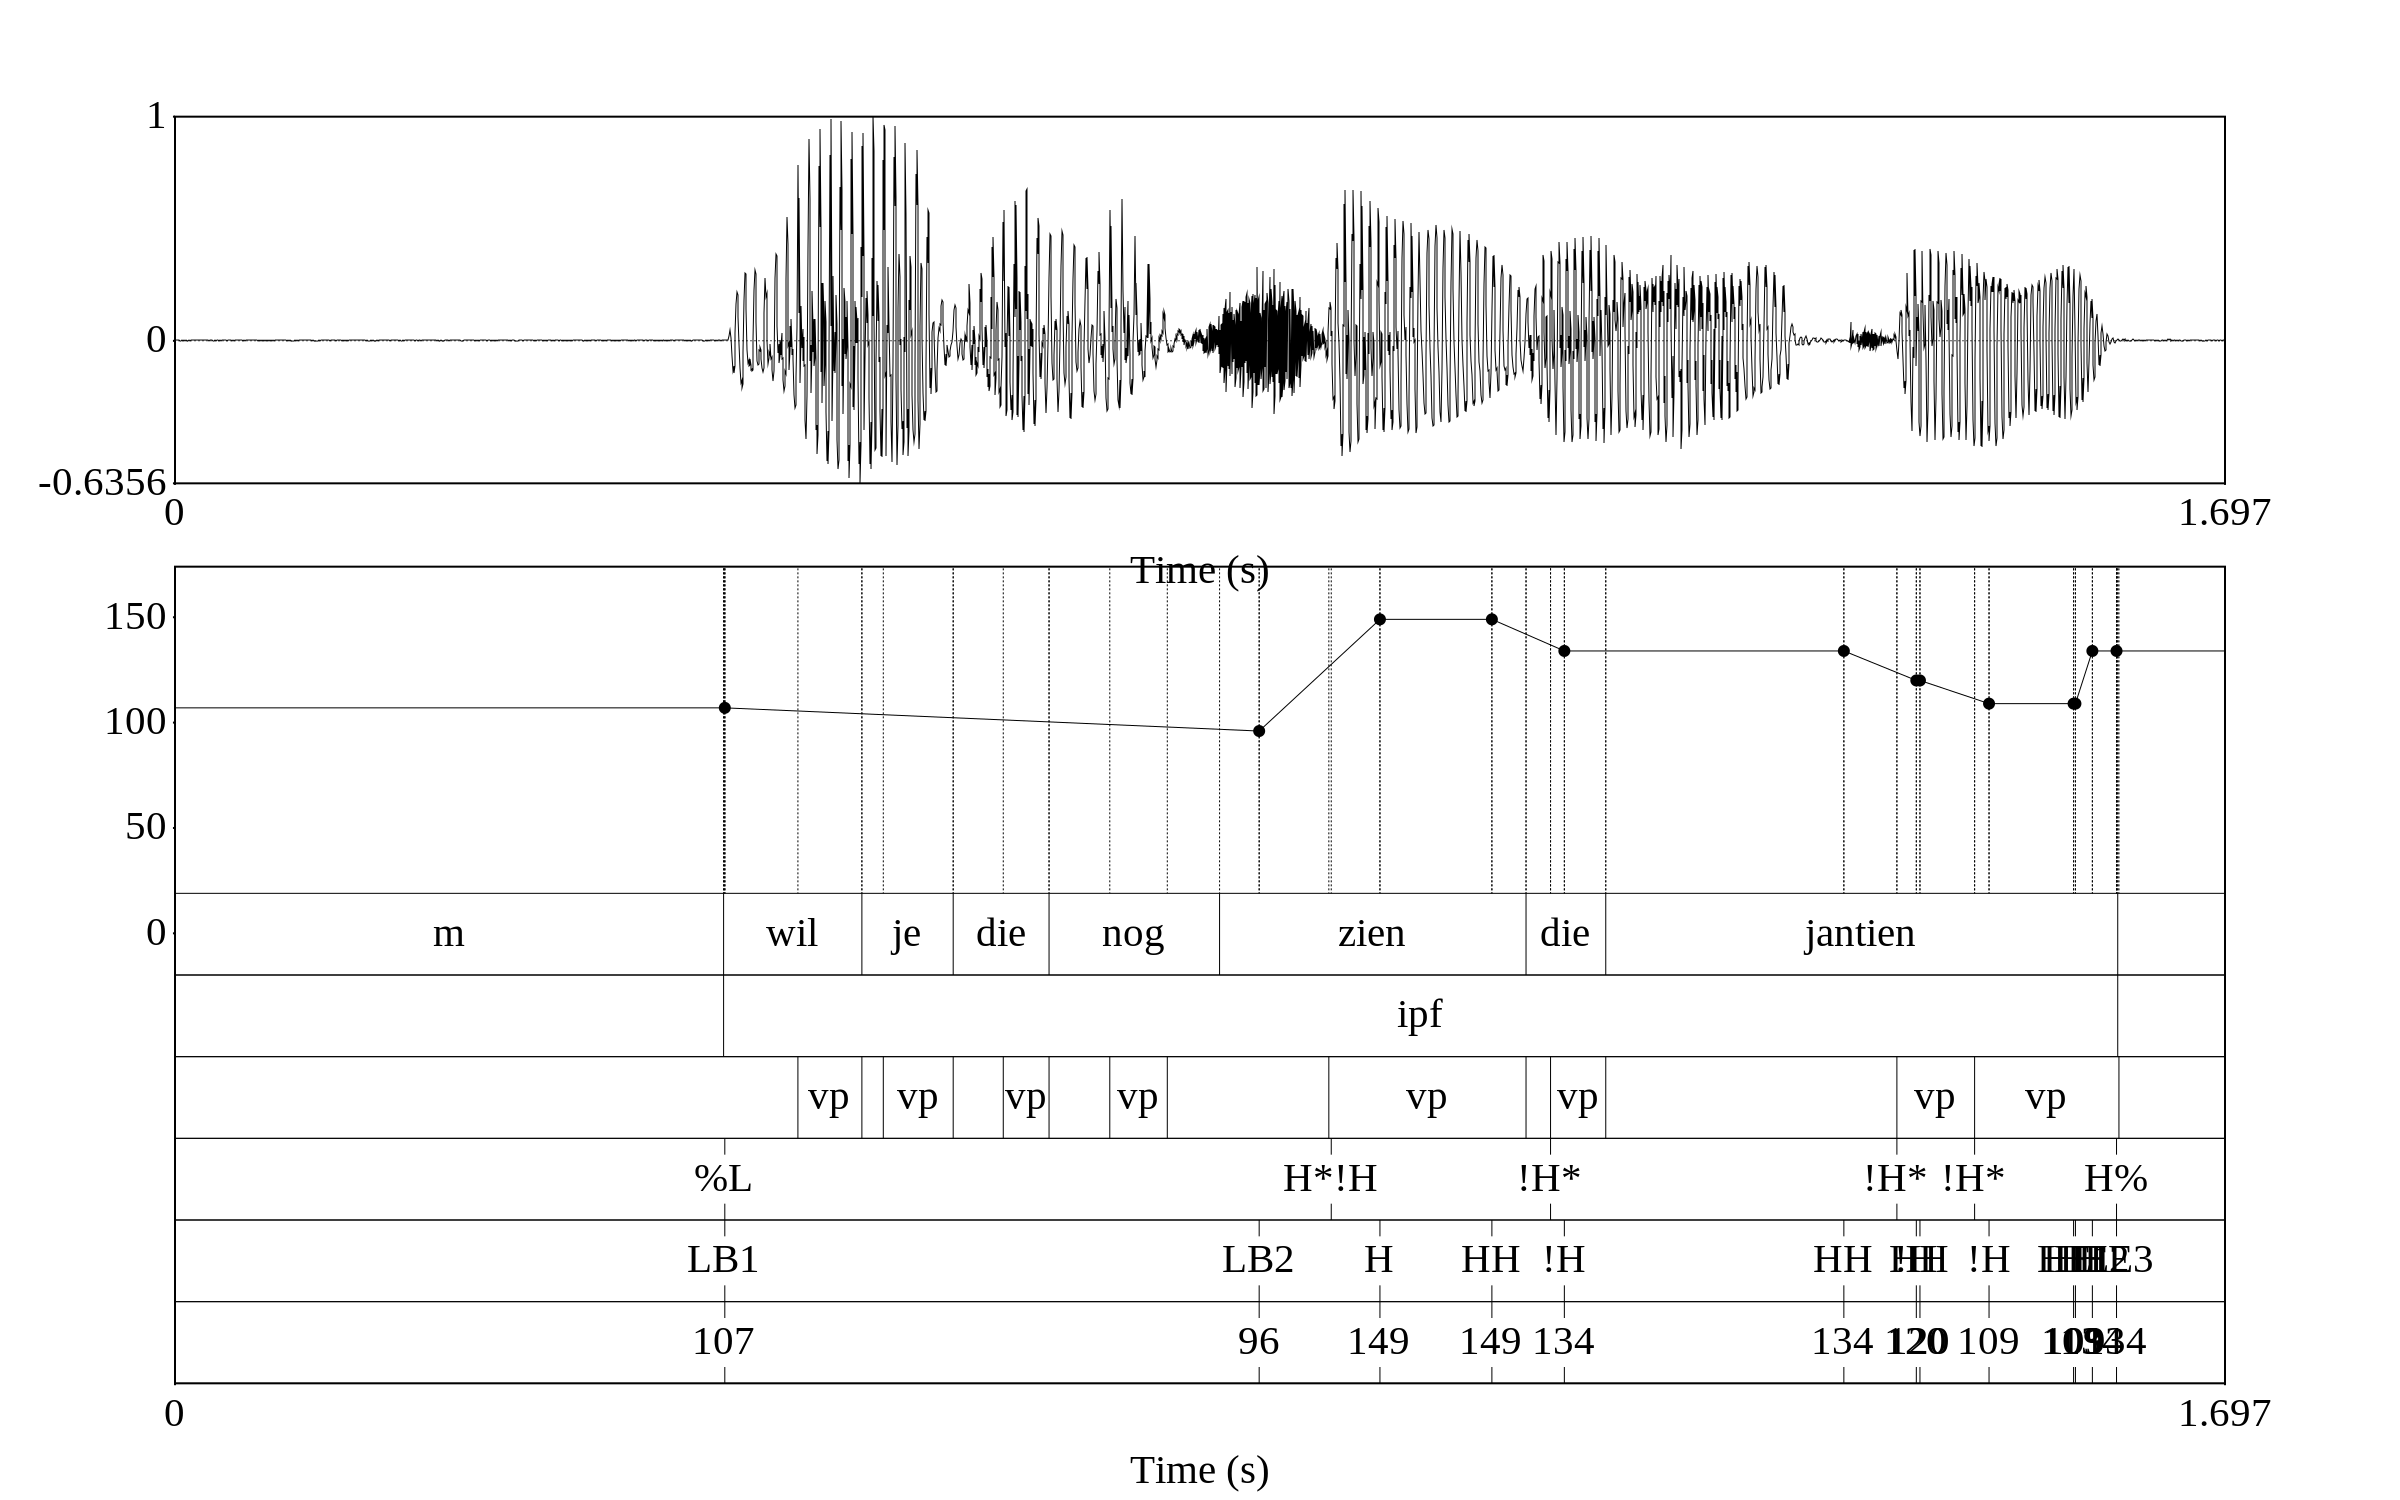 1
0
-0.6356
0 1.697
Time (s)
150
100
50
0
m wil je die nog zien die jantien
ipf
vp vp vp vp vp vp vp vp
%L H*!H !H* !H* !H* H%
LB1 LB2 H HH !H HH !H
107 96 149 149 134 134 120 109
0 1.697
Time (s)